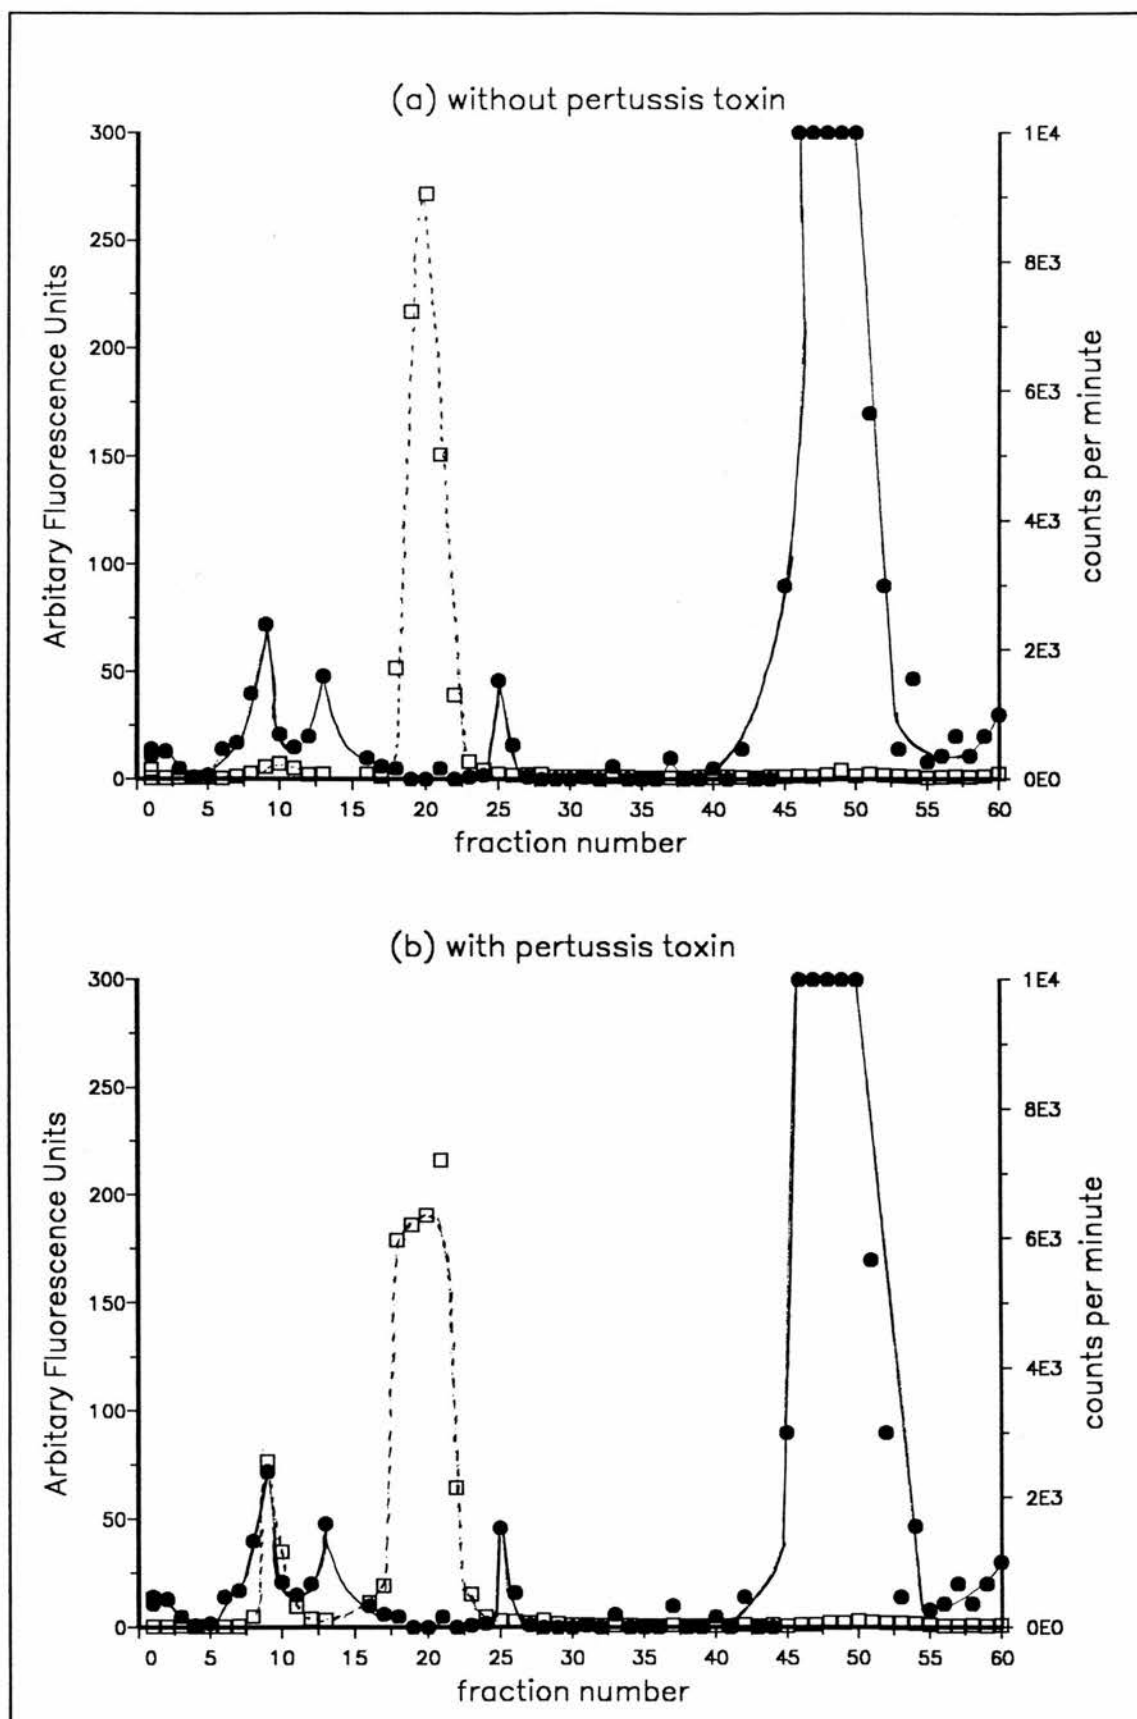 (a) without pertussis toxin
300
250
200
150
100
50
0
Arbitary Fluorescence Units
1E4
8E3
6E3
4E3
2E3
0E0
counts per minute
0 5 10 15 20 25 30 35 40 45 50 55 60
fraction number
(b) with pertussis toxin
300
250
200
150
100
50
0
Arbitary Fluorescence Units
1E4
8E3
6E3
4E3
2E3
0E0
counts per minute
0 5 10 15 20 25 30 35 40 45 50 55 60
fraction number